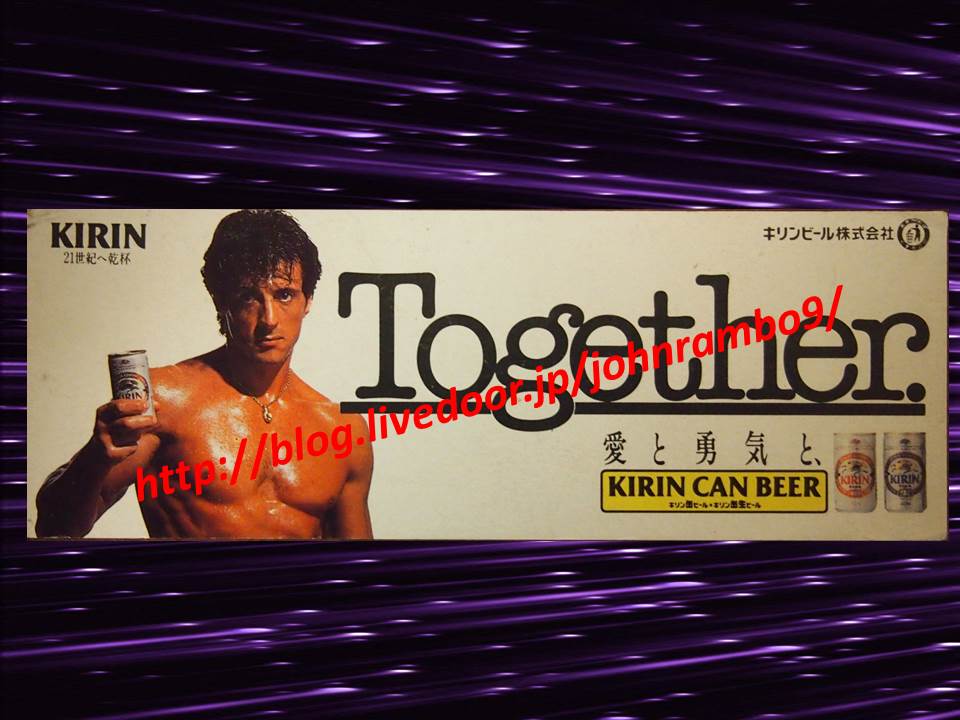 KIRIN
21世紀へ乾杯
キリンビール株式会社
Together.
http://blog.livedoor.jp/johnrambo9/
愛と勇気と、
KIRIN CAN BEER
キリン缶ビール・キリン缶生ビール
KIRIN
KIRIN
KIRIN